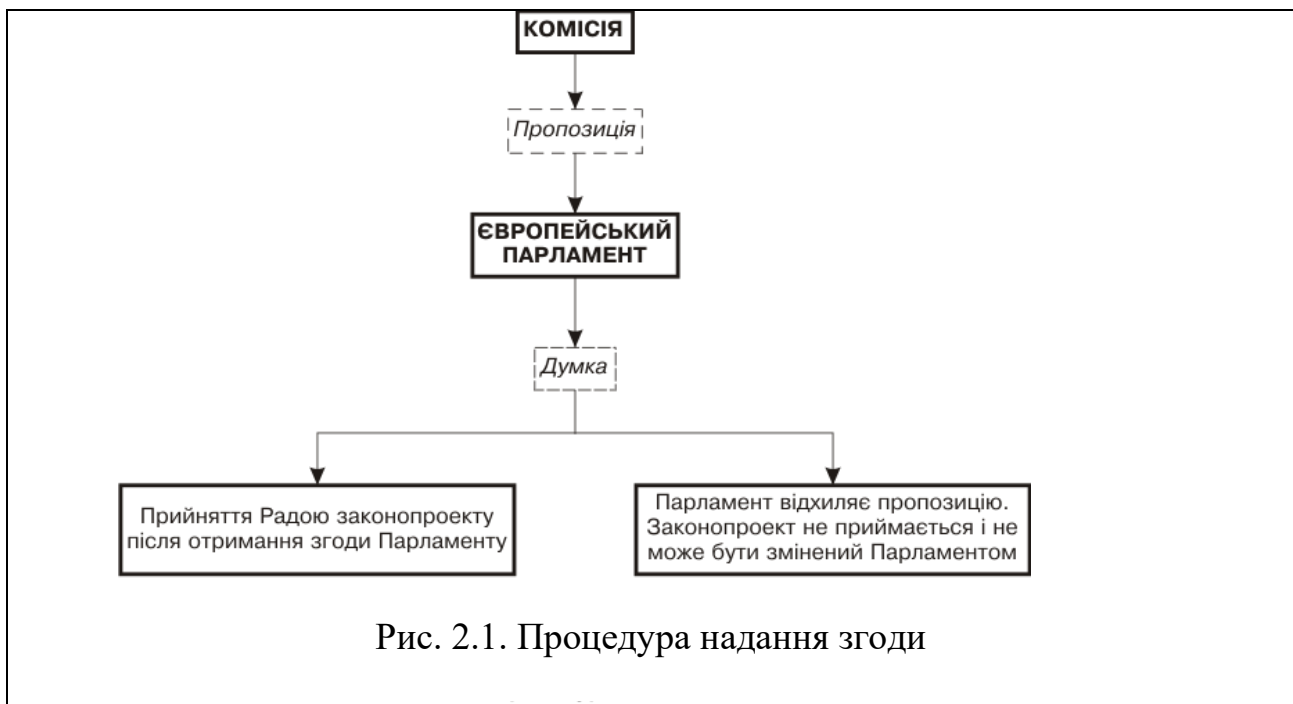 КОМІСІЯ
Пропозиція
ЄВРОПЕЙСЬКИЙ
ПАРЛАМЕНТ
Думка
Прийняття Радою законопроекту
після отримання згоди Парламенту
Парламент відхиляє пропозицію.
Законопроект не приймається і не
може бути змінений Парламентом
Рис. 2.1. Процедура надання згоди